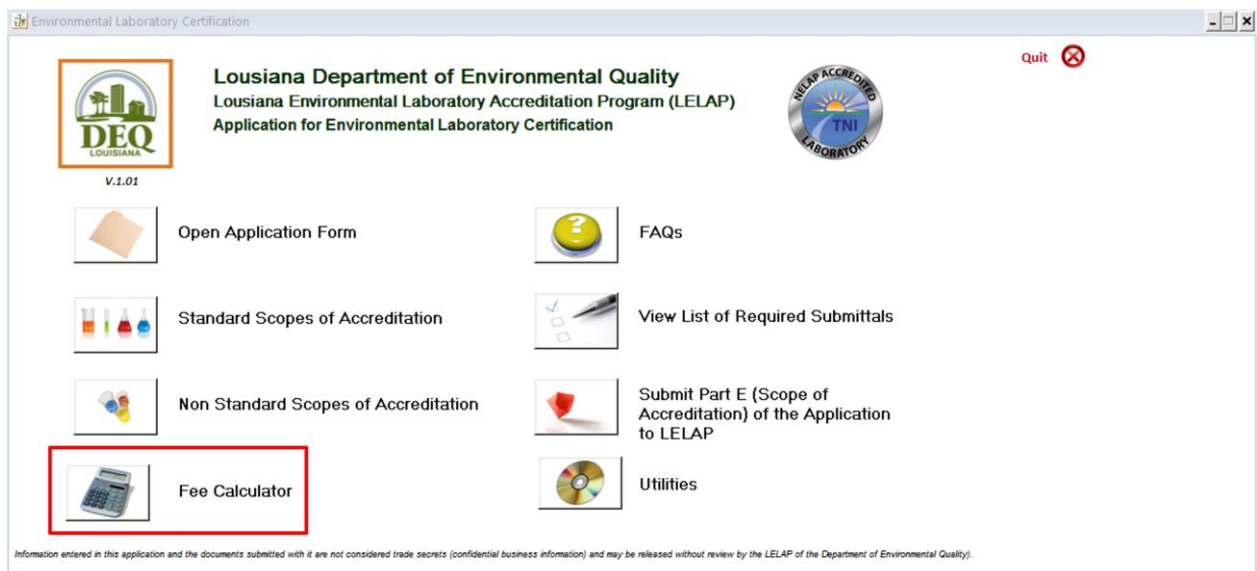 Environmental Laboratory Certification
Quit
Lousiana Department of Environmental Quality
Lousiana Environmental Laboratory Accreditation Program (LELAP)
Application for Environmental Laboratory Certification
DEQ
LOUISIANA
NELAP ACCREDITED
TNI
LABORATORY
V.1.01
Open Application Form
FAQs
Standard Scopes of Accreditation
View List of Required Submittals
Non Standard Scopes of Accreditation
Submit Part E (Scope of
Accreditation) of the Application
to LELAP
Fee Calculator
Utilities
Information entered in this application and the documents submitted with it are not considered trade secrets (confidential business information) and may be released without review by the LELAP of the Department of Environmental Quality).